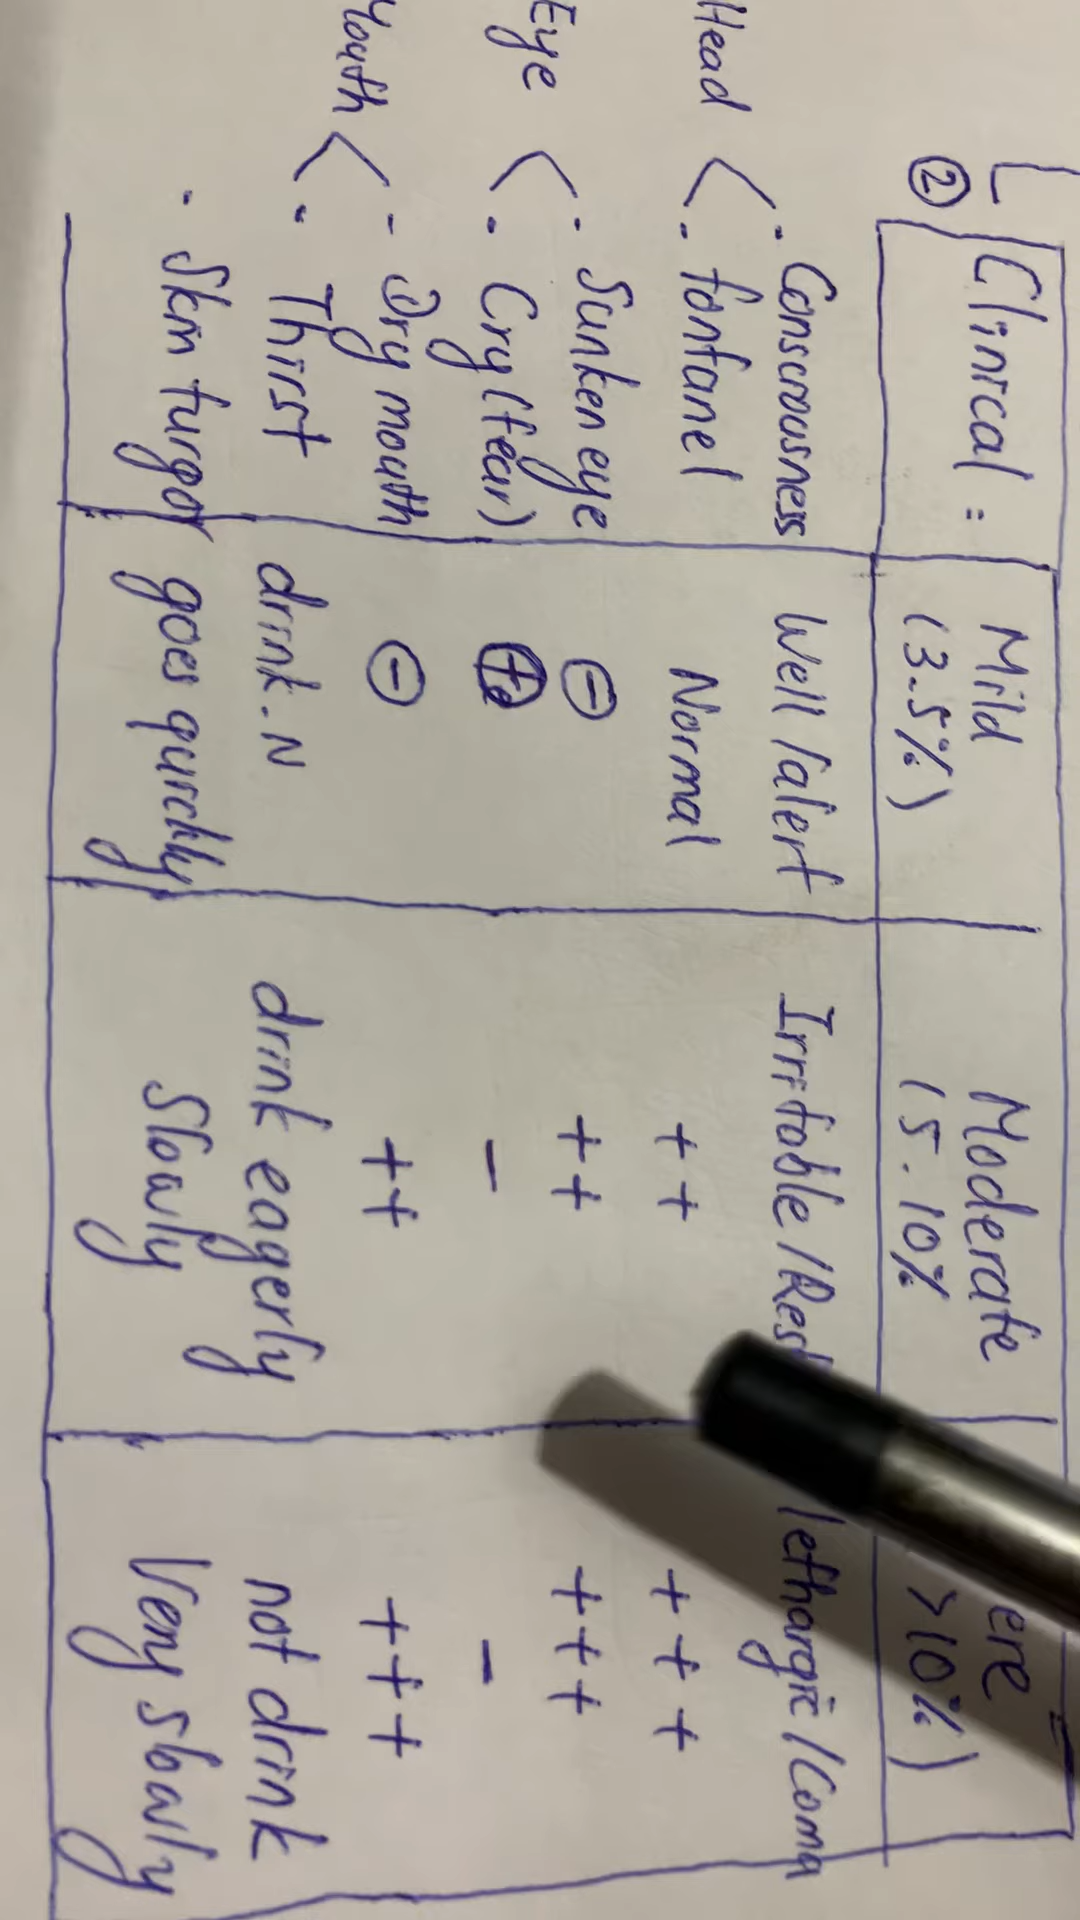 ② Clinical = Mild Moderate ere
(3-5%) (5-10% >10%)
Head < • Consciousness Well/alert Irritable/Res lethargic/Coma
• fontanel Normal ++ +++
Eye < • Sunken eye ⊖ ++ +++
• Cry (tear) ⊕ - -
Mouth < - Dry mouth ⊖ ++ +++
• Thirst drink-N drink eagerly not drink
• Skin turgor goes quickly Slowly Very slowly